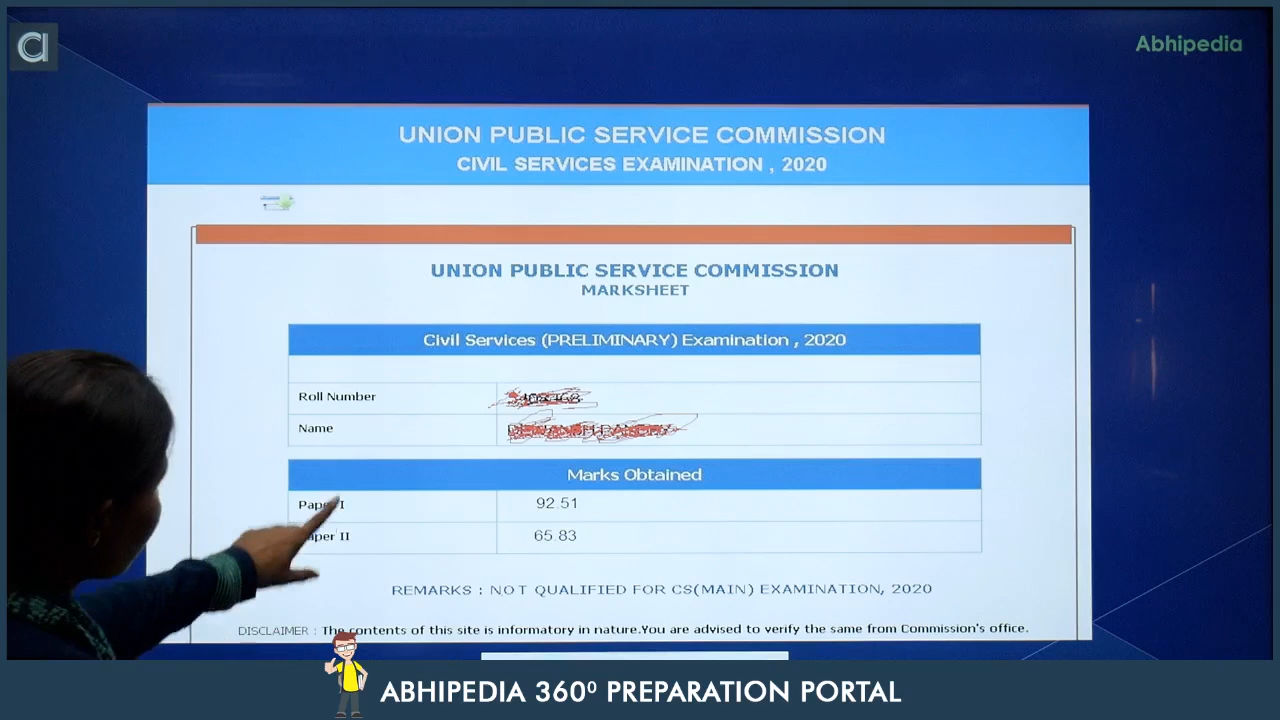 Abhipedia
UNION PUBLIC SERVICE COMMISSION
CIVIL SERVICES EXAMINATION , 2020
UNION PUBLIC SERVICE COMMISSION
MARKSHEET
Civil Services (PRELIMINARY) Examination , 2020
Roll Number
Name
Marks Obtained
Paper I 92.51
Paper II 65.83
REMARKS : NOT QUALIFIED FOR CS(MAIN) EXAMINATION, 2020
DISCLAIMER : The contents of this site is informatory in nature.You are advised to verify the same from Commission's office.
ABHIPEDIA 360⁰ PREPARATION PORTAL